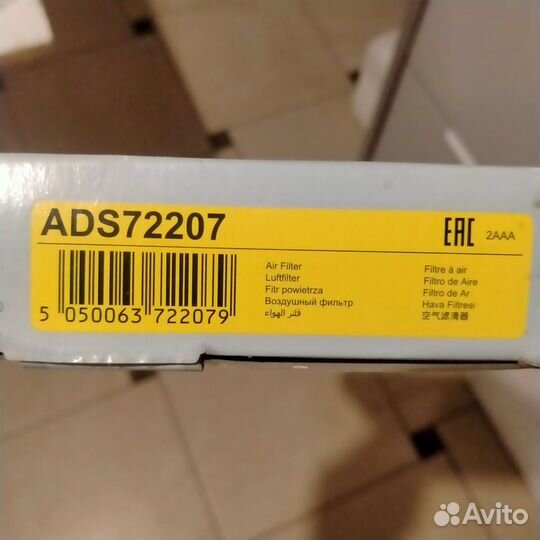 ADS72207
EAC 2AAA
5 050063 722079
Air Filter
Luftfilter
Fitr powietrza
Воздушный фильтр
فلتر الهواء
Filtre à air
Filtro de Aire
Filtro de Ar
Hava Filtresi
空气滤清器
Avito